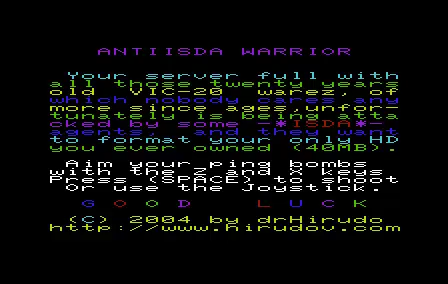 ANTIISDA WARRIOR
Your server full with
all those twenty years
old VIC-20 warez, of
which nobody cares any
more since ages,unfor-
tunately is being atta
cked by some *ISDA*
agents, and they want
to format your only HD
you ever owned (40MB).
Aim your ping bombs
with the Z and X keys
Press (SPACE) to shoot
or use the Joystick.
G O O D L U C K
(C) 2004 by drHirudo
http://www.hirudov.com